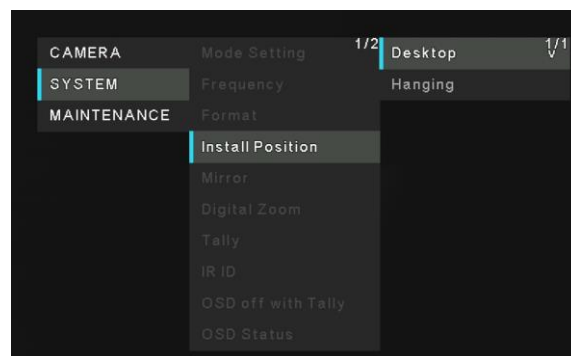 CAMERA
SYSTEM
MAINTENANCE
1/2
Mode Setting
Frequency
Format
Install Position
Mirror
Digital Zoom
Tally
IR ID
OSD off with Tally
OSD Status
1/1
Desktop
Hanging